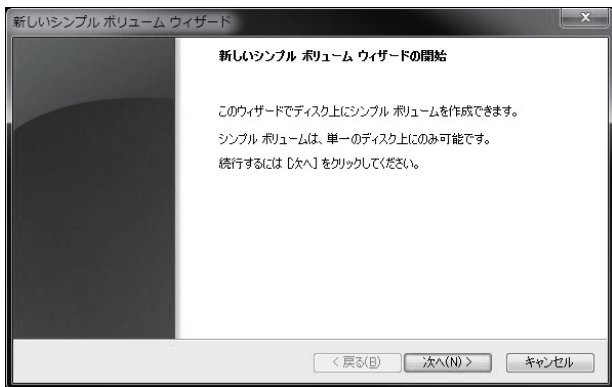 新しいシンプル ボリューム ウィザード
新しいシンプル ボリューム ウィザードの開始
このウィザードでディスク上にシンプル ボリュームを作成できます。
シンプル ボリュームは、単一のディスク上にのみ可能です。
続行するには [次へ] をクリックしてください。
< 戻る(B) 次へ(N) > キャンセル